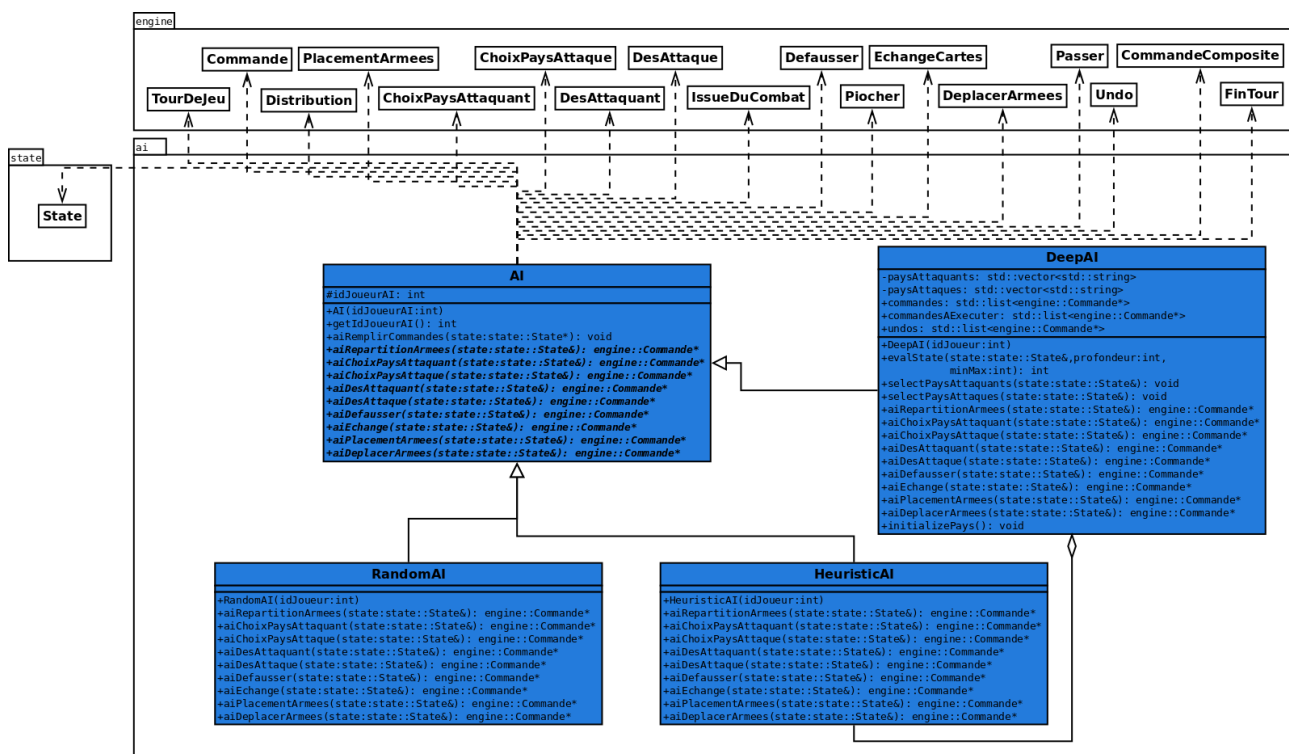 engine
Commande
PlacementArmees
ChoixPaysAttaque
DesAttaque
Defausser
EchangeCartes
Passer
CommandeComposite
TourDeJeu
Distribution
ChoixPaysAttaquant
DesAttaquant
IssueDuCombat
Piocher
DeplacerArmees
Undo
FinTour
state
State
ai
AI
#idJoueurAI: int
+AI(idJoueurAI:int)
+getIdJoueurAI(): int
+aiRemplirCommandes(state:state::State*): void
+aiRepartitionArmees(state:state::State&): engine::Commande*
+aiChoixPaysAttaquant(state:state::State&): engine::Commande*
+aiChoixPaysAttaque(state:state::State&): engine::Commande*
+aiDesAttaquant(state:state::State&): engine::Commande*
+aiDesAttaque(state:state::State&): engine::Commande*
+aiDefausser(state:state::State&): engine::Commande*
+aiEchange(state:state::State&): engine::Commande*
+aiPlacementArmees(state:state::State&): engine::Commande*
+aiDeplacerArmees(state:state::State&): engine::Commande*
DeepAI
-paysAttaquants: std::vector<std::string>
-paysAttaques: std::vector<std::string>
+commandes: std::list<engine::Commande*>
+commandesAExecuter: std::list<engine::Commande*>
+undos: std::list<engine::Commande*>
+DeepAI(idJoueur:int)
+evalState(state:state::State&,profondeur:int,
minMax:int): int
+selectPaysAttaquants(state:state::State&): void
+selectPaysAttaques(state:state::State&): void
+aiRepartitionArmees(state:state::State&): engine::Commande*
+aiChoixPaysAttaquant(state:state::State&): engine::Commande*
+aiChoixPaysAttaque(state:state::State&): engine::Commande*
+aiDesAttaquant(state:state::State&): engine::Commande*
+aiDesAttaque(state:state::State&): engine::Commande*
+aiDefausser(state:state::State&): engine::Commande*
+aiEchange(state:state::State&): engine::Commande*
+aiPlacementArmees(state:state::State&): engine::Commande*
+aiDeplacerArmees(state:state::State&): engine::Commande*
+initializePays(): void
RandomAI
+RandomAI(idJoueur:int)
+aiRepartitionArmees(state:state::State&): engine::Commande*
+aiChoixPaysAttaquant(state:state::State&): engine::Commande*
+aiChoixPaysAttaque(state:state::State&): engine::Commande*
+aiDesAttaquant(state:state::State&): engine::Commande*
+aiDesAttaque(state:state::State&): engine::Commande*
+aiDefausser(state:state::State&): engine::Commande*
+aiEchange(state:state::State&): engine::Commande*
+aiPlacementArmees(state:state::State&): engine::Commande*
+aiDeplacerArmees(state:state::State&): engine::Commande*
HeuristicAI
+HeuristicAI(idJoueur:int)
+aiRepartitionArmees(state:state::State&): engine::Commande*
+aiChoixPaysAttaquant(state:state::State&): engine::Commande*
+aiChoixPaysAttaque(state:state::State&): engine::Commande*
+aiDesAttaquant(state:state::State&): engine::Commande*
+aiDesAttaque(state:state::State&): engine::Commande*
+aiDefausser(state:state::State&): engine::Commande*
+aiEchange(state:state::State&): engine::Commande*
+aiPlacementArmees(state:state::State&): engine::Commande*
+aiDeplacerArmees(state:state::State&): engine::Commande*